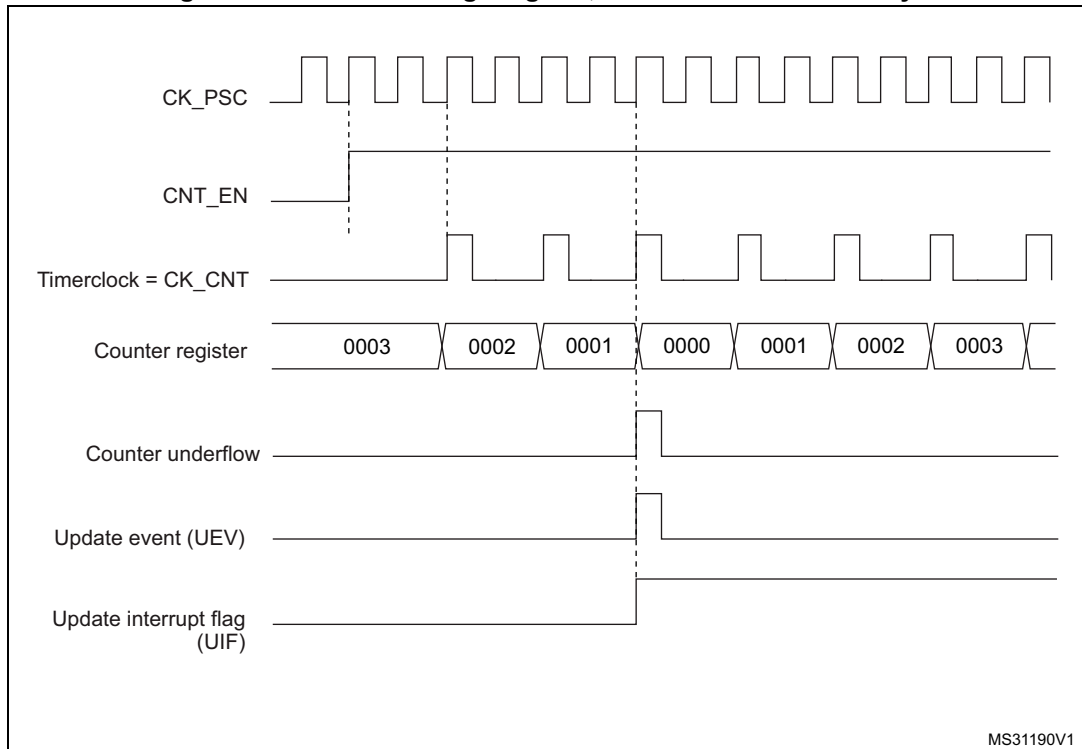 CK_PSC
CNT_EN
Timerclock = CK_CNT
Counter register
0003 0002 0001 0000 0001 0002 0003
Counter underflow
Update event (UEV)
Update interrupt flag
(UIF)
MS31190V1